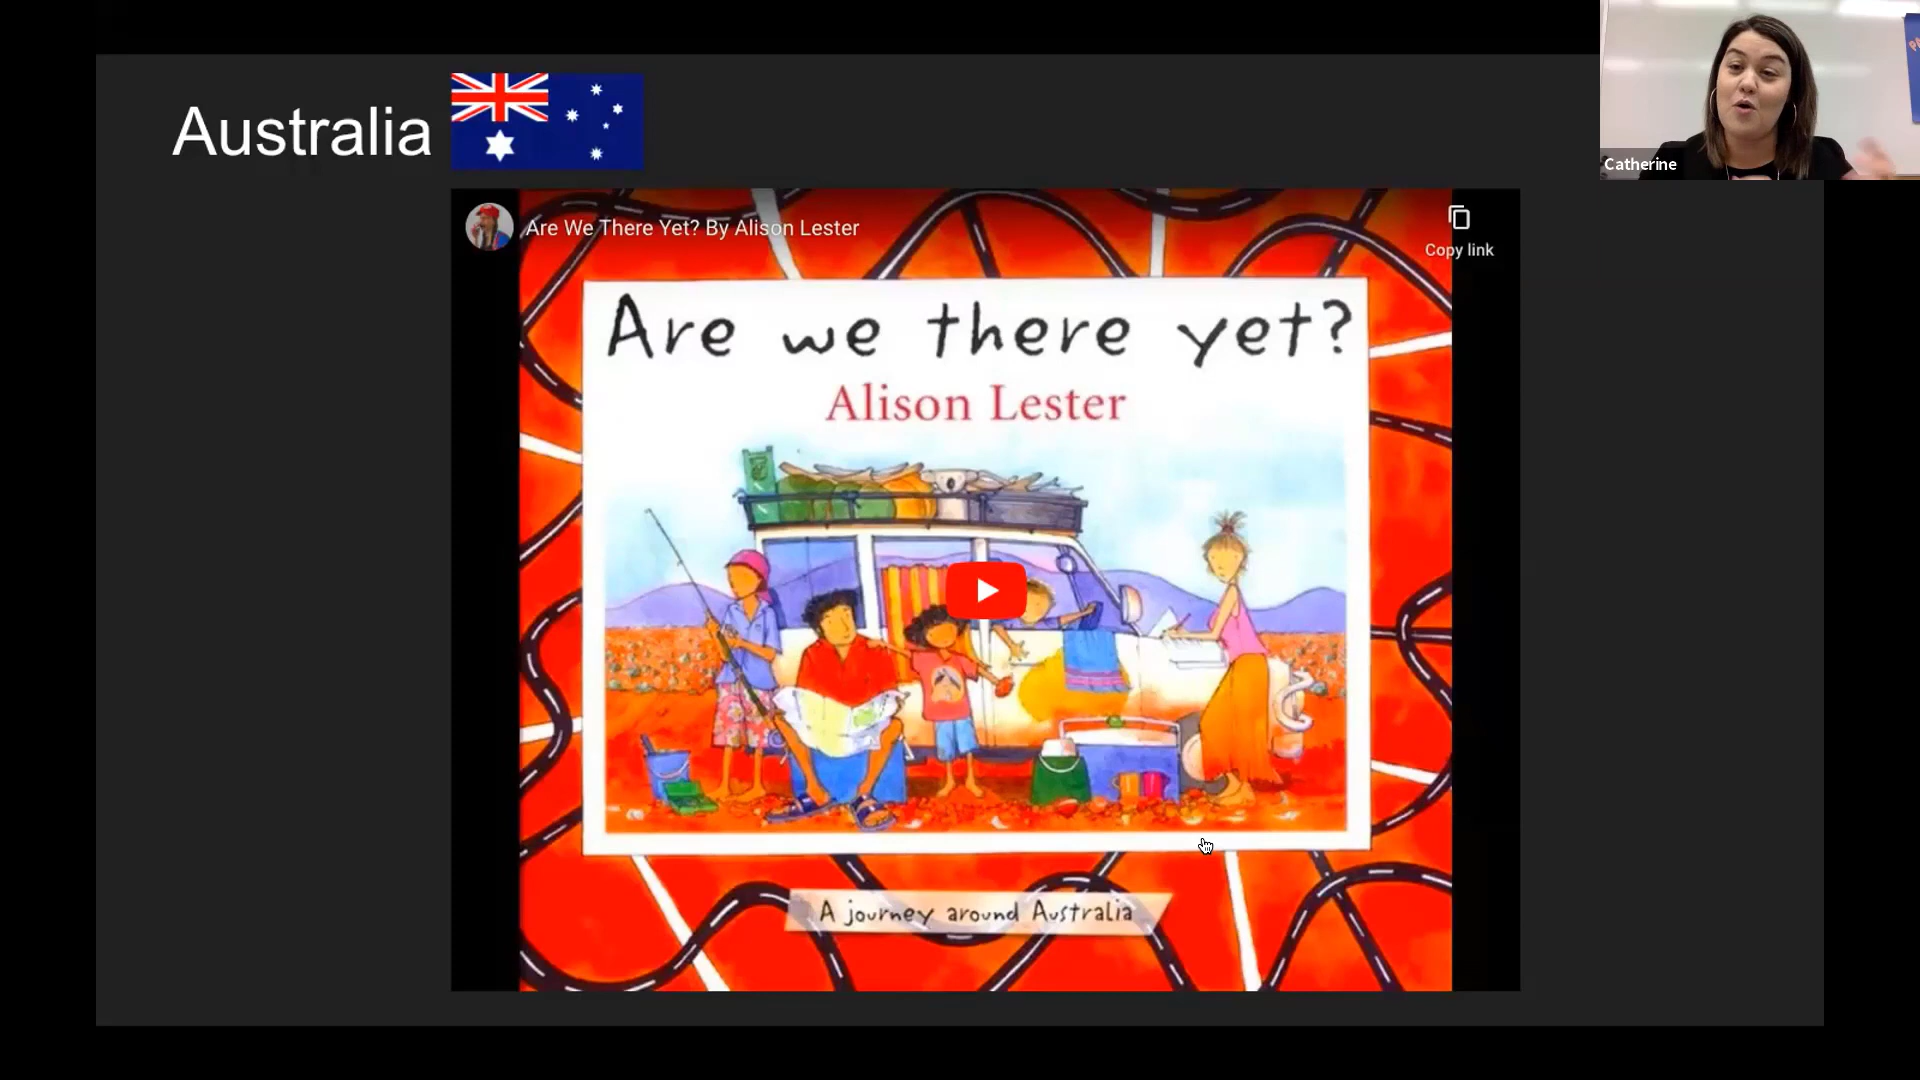 Australia
Are We There Yet? By Alison Lester
Copy link
Are we there yet?
Alison Lester
A journey around Australia
Catherine